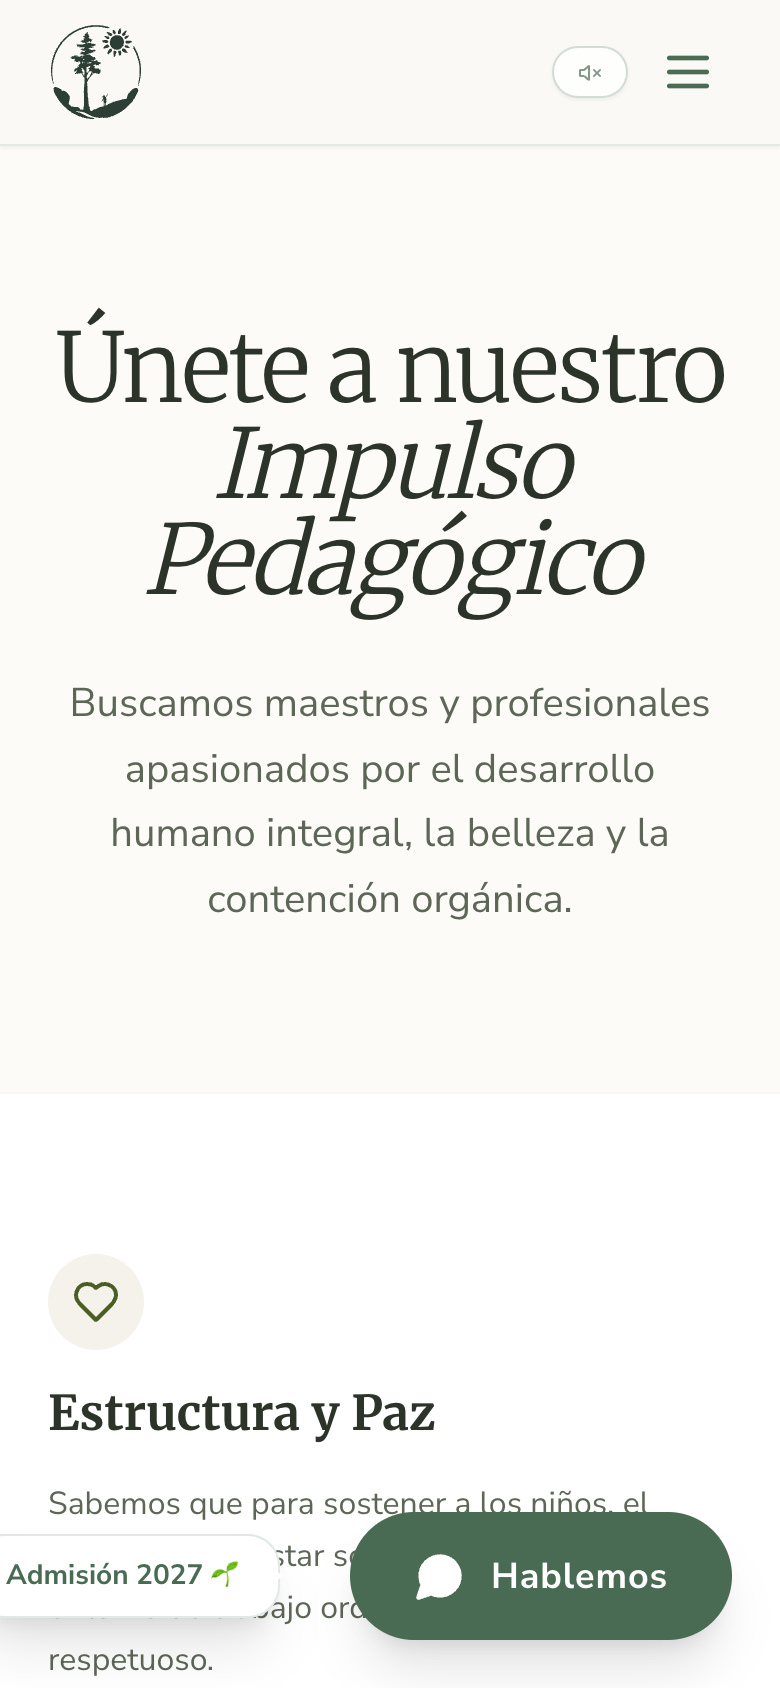 Únete a nuestro
Impulso
Pedagógico
Buscamos maestros y profesionales
apasionados por el desarrollo
humano integral, la belleza y la
contención orgánica.
Estructura y Paz
Sabemos que para sostener a los niños, el
respetuoso.
Admisión 2027 🌱
Hablemos